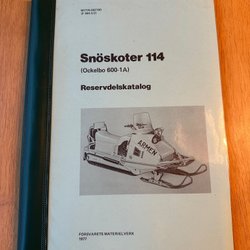 Snöskoter 114
(Ockelbo 600-1A)
Reservdelskatalog
ARMÉN
FÖRSVARETS MATERIELVERK
1977